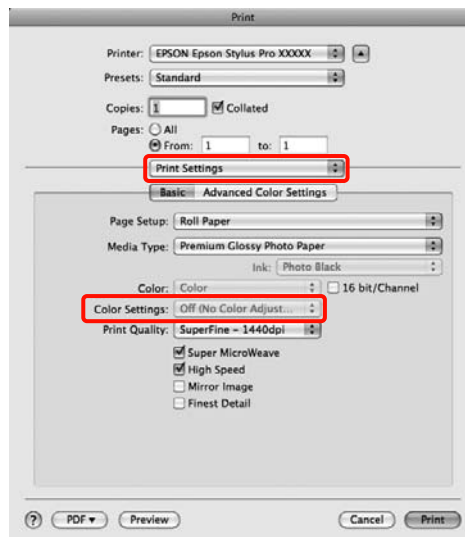 Print
Printer: EPSON Epson Stylus Pro XXXXX
Presets: Standard
Copies: 1 Collated
Pages: All
From: 1 to: 1
Print Settings
Basic Advanced Color Settings
Page Setup: Roll Paper
Media Type: Premium Glossy Photo Paper
Ink: Photo Black
Color: Color 16 bit/Channel
Color Settings: Off (No Color Adjust...
Print Quality: SuperFine - 1440dpi
Super MicroWeave
High Speed
Mirror Image
Finest Detail
? PDF Preview Cancel Print